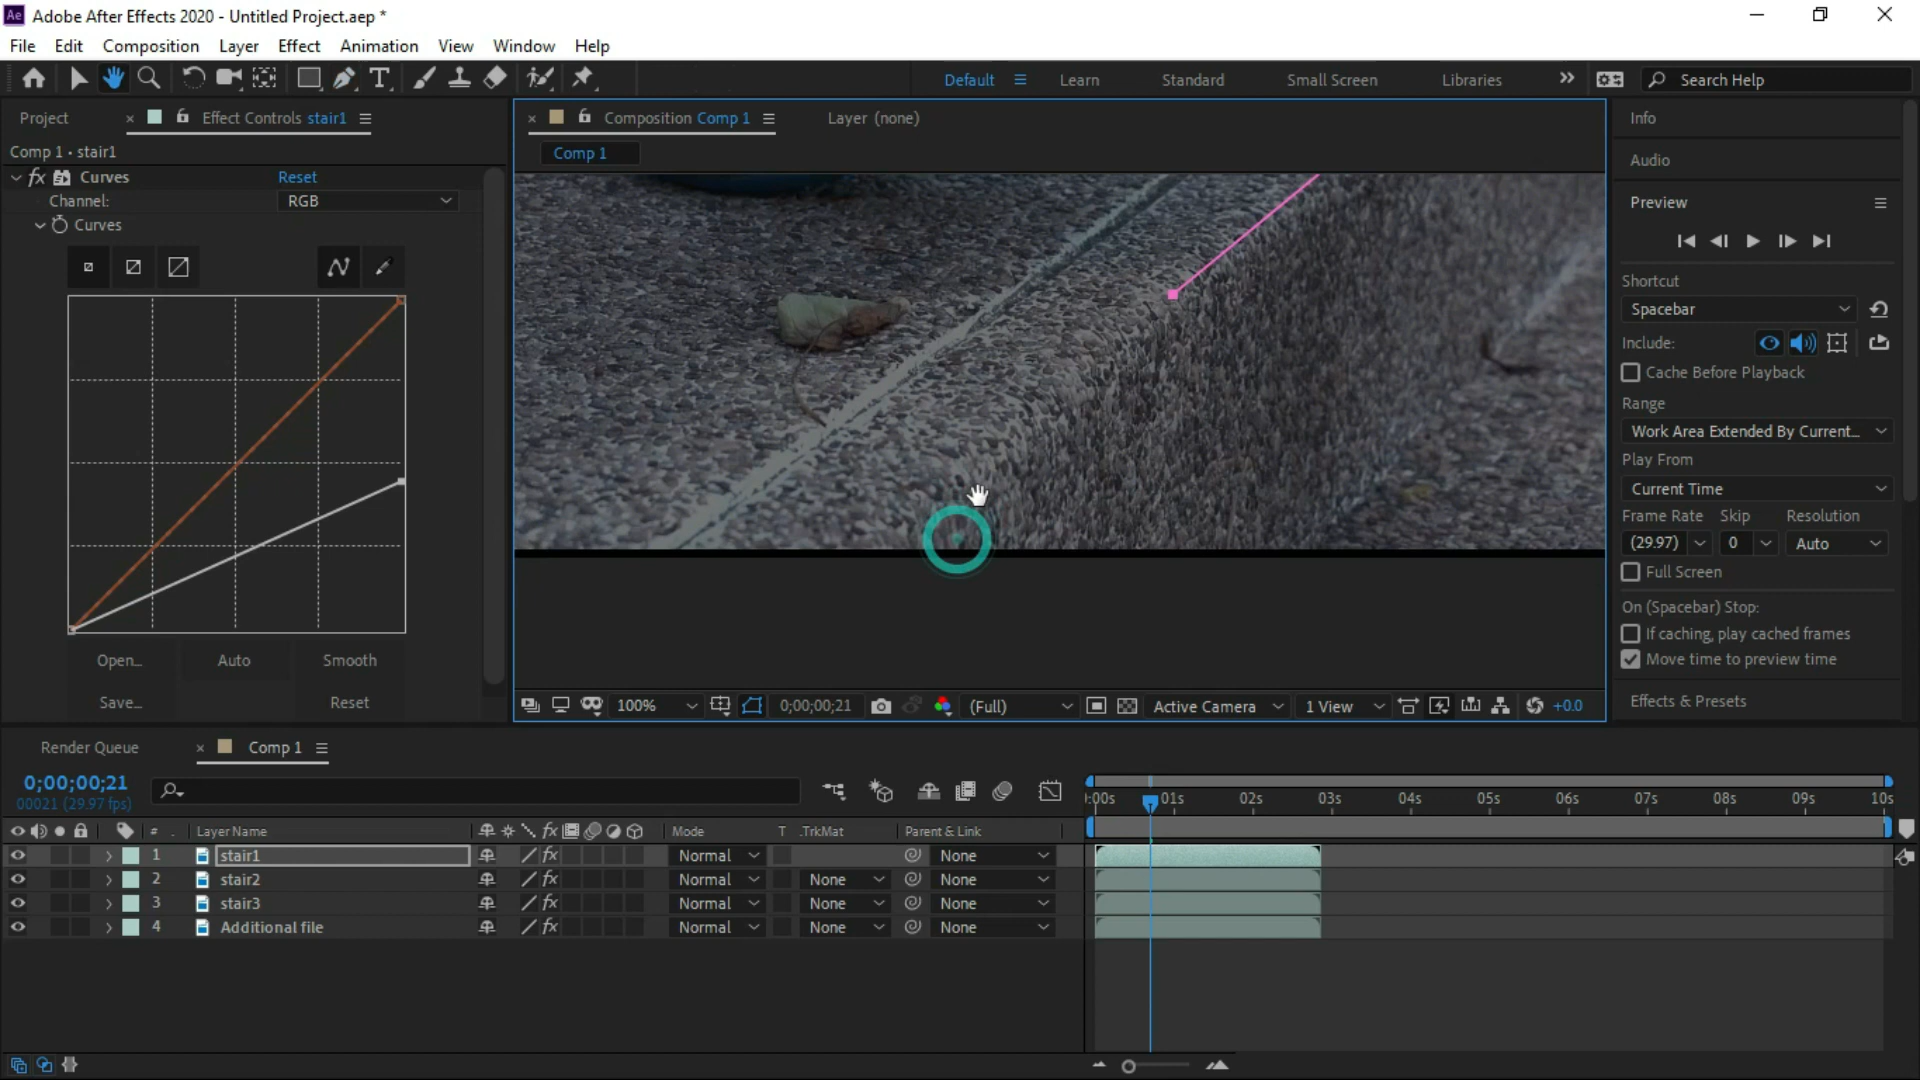 Adobe After Effects 2020 - Untitled Project.aep *
File Edit Composition Layer Effect Animation View Window Help
Default Learn Standard Small Screen Libraries Search Help
Project Effect Controls stair1
Comp 1 • stair1
fx Curves Reset
Channel: RGB
Curves
Open... Auto Smooth
Save... Reset
Composition Comp 1 Layer (none)
Comp 1
100% 0;00;00;21 (Full) Active Camera 1 View +0.0
Info
Audio
Preview
Shortcut
Spacebar
Include:
Cache Before Playback
Range
Work Area Extended By Current...
Play From
Current Time
Frame Rate Skip Resolution
(29.97) 0 Auto
Full Screen
On (Spacebar) Stop:
If caching, play cached frames
Move time to preview time
Effects & Presets
Render Queue Comp 1
0;00;00;21
00021 (29.97 fps)
:00s 01s 02s 03s 04s 05s 06s 07s 08s 09s 10s
# Layer Name fx Mode T .TrkMat Parent & Link
1 stair1 fx Normal None
2 stair2 fx Normal None None
3 stair3 fx Normal None None
4 Additional file fx Normal None None